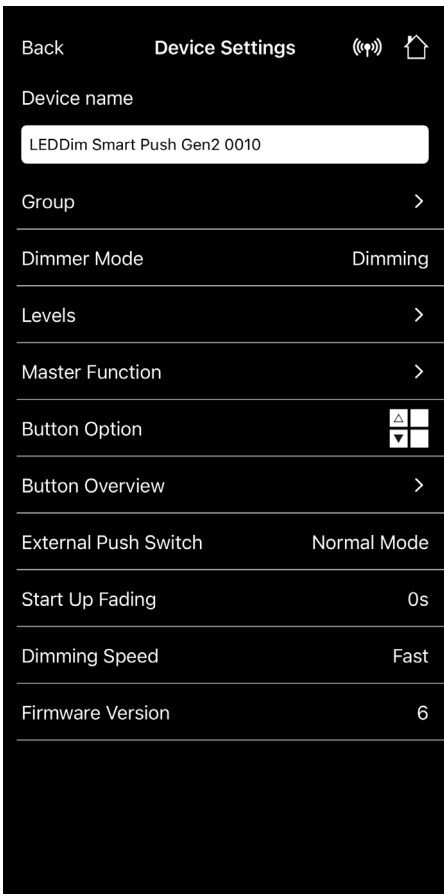 Back Device Settings
Device name
LEDDim Smart Push Gen2 0010
Group
Dimmer Mode Dimming
Levels
Master Function
Button Option
Button Overview
External Push Switch Normal Mode
Start Up Fading 0s
Dimming Speed Fast
Firmware Version 6